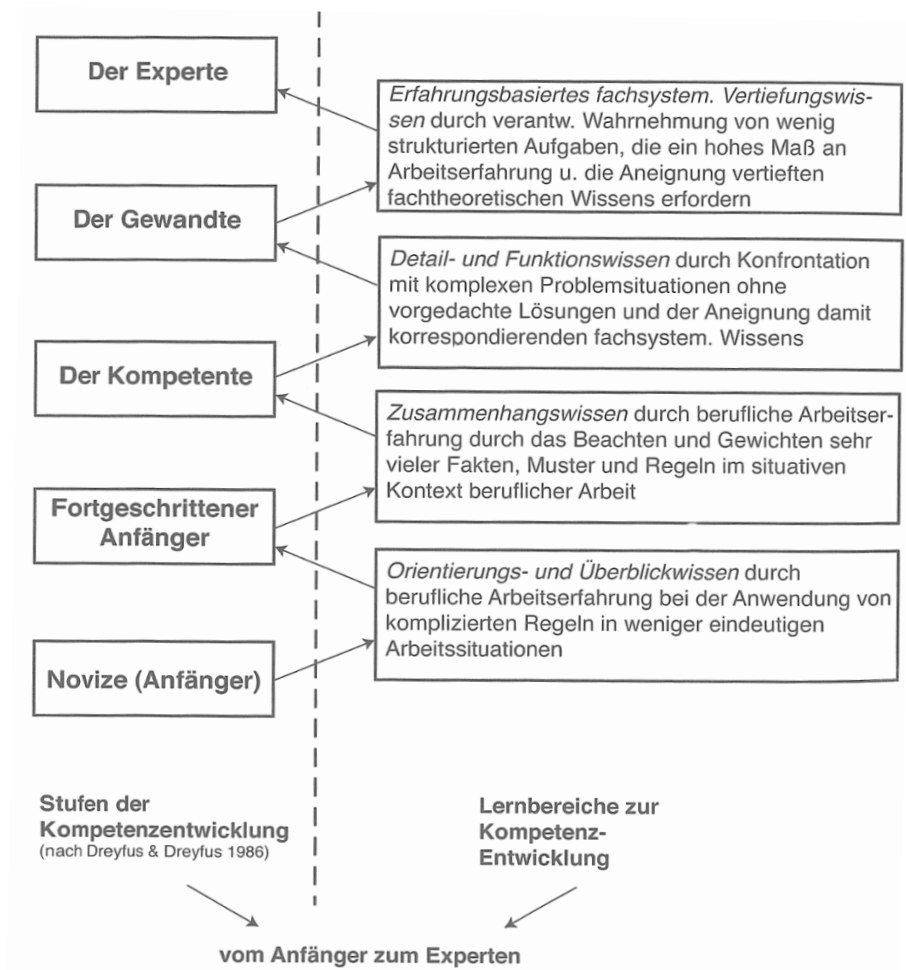 Der Experte
Erfahrungsbasiertes fachsystem. Vertiefungswis-
sen durch verantw. Wahrnehmung von wenig
strukturierten Aufgaben, die ein hohes Maß an
Arbeitserfahrung u. die Aneignung vertieften
fachtheoretischen Wissens erfordern
Der Gewandte
Detail- und Funktionswissen durch Konfrontation
mit komplexen Problemsituationen ohne
vorgedachte Lösungen und der Aneignung damit
korrespondierenden fachsystem. Wissens
Der Kompetente
Zusammenhangswissen durch berufliche Arbeitser-
fahrung durch das Beachten und Gewichten sehr
vieler Fakten, Muster und Regeln im situativen
Kontext beruflicher Arbeit
Fortgeschrittener
Anfänger
Orientierungs- und Überblickwissen durch
berufliche Arbeitserfahrung bei der Anwendung von
komplizierten Regeln in weniger eindeutigen
Arbeitssituationen
Novize (Anfänger)
Stufen der
Kompetenzentwicklung
(nach Dreyfus & Dreyfus 1986)
Lernbereiche zur
Kompetenz-
Entwicklung
vom Anfänger zum Experten